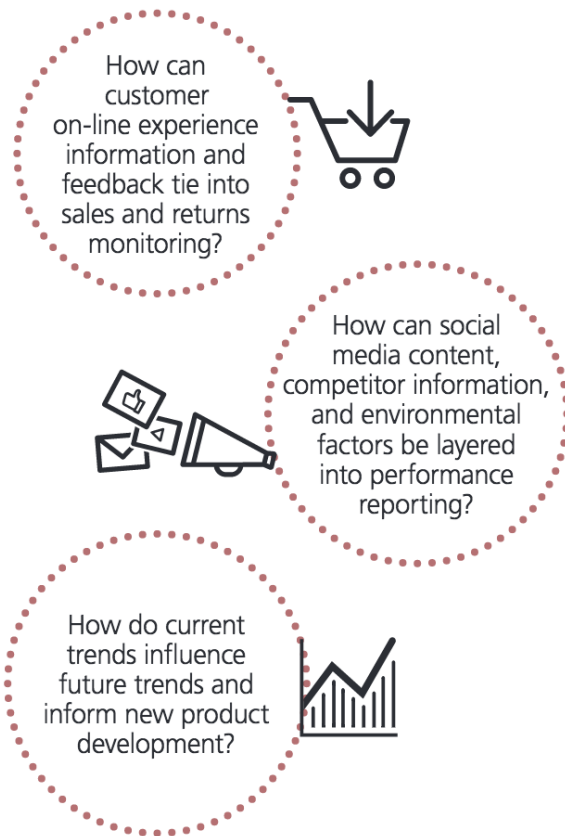 How can
customer
on-line experience
information and
feedback tie into
sales and returns
monitoring?
How can social
media content,
competitor information,
and environmental
factors be layered
into performance
reporting?
How do current
trends influence
future trends and
inform new product
development?